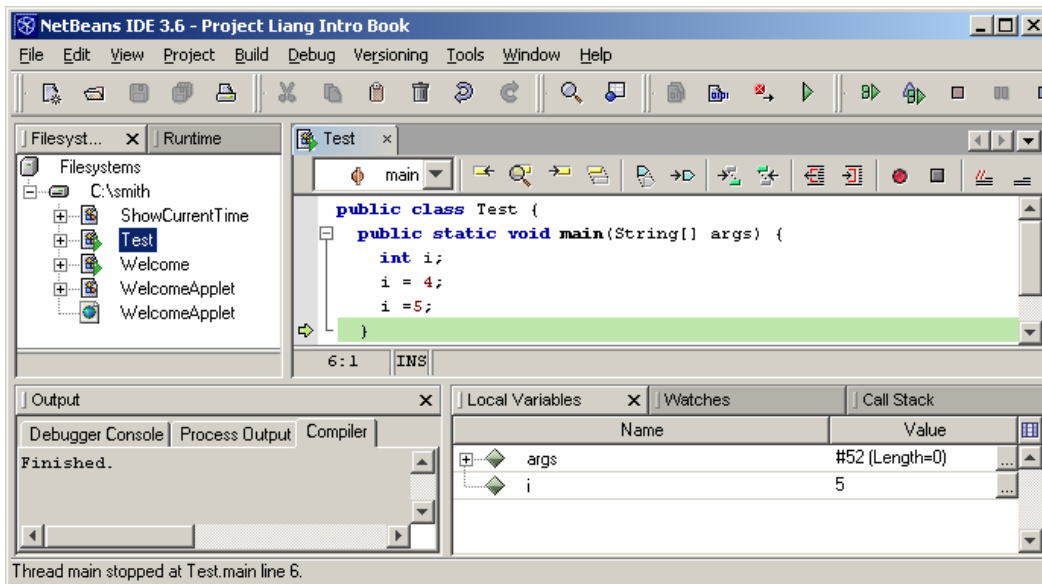 NetBeans IDE 3.6 - Project Liang Intro Book
File Edit View Project Build Debug Versioning Tools Window Help
Filesyst... Runtime
Filesystems
C:\smith
ShowCurrentTime
Test
Welcome
WelcomeApplet
WelcomeApplet
Test
main
public class Test {
public static void main(String[] args) {
int i;
i = 4;
i =5;
}
6:1 INS
Output
Debugger Console Process Output Compiler
Finished.
Local Variables Watches Call Stack
Name Value
args #52 (Length=0) ...
i 5 ...
Thread main stopped at Test.main line 6.